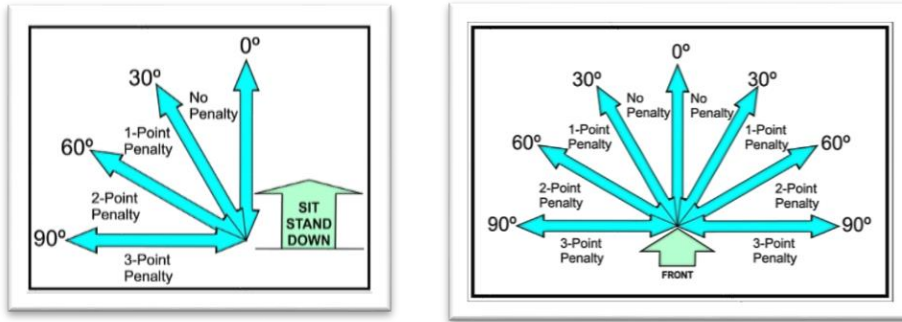 0º
30º
No
Penalty
1-Point
Penalty
60º
2-Point
Penalty
90º
3-Point
Penalty
SIT
STAND
DOWN
0º
30º
No
Penalty
No
Penalty
30º
1-Point
Penalty
1-Point
Penalty
60º
60º
2-Point
Penalty
2-Point
Penalty
90º
90º
3-Point
Penalty
3-Point
Penalty
FRONT